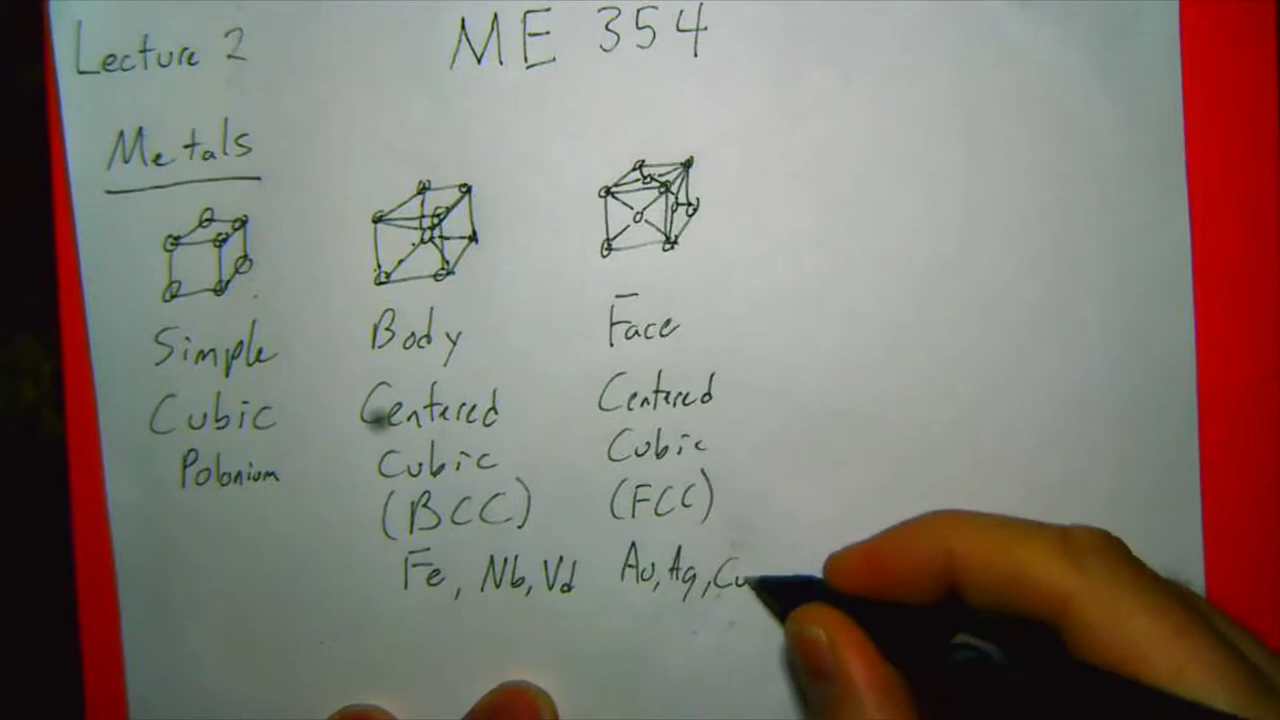 Lecture 2
ME 354
Metals
Simple
Cubic
Polonium
Body
Centered
Cubic
(BCC)
Fe, Nb, Vd
Face
Centered
Cubic
(FCC)
Au, Ag, Cu